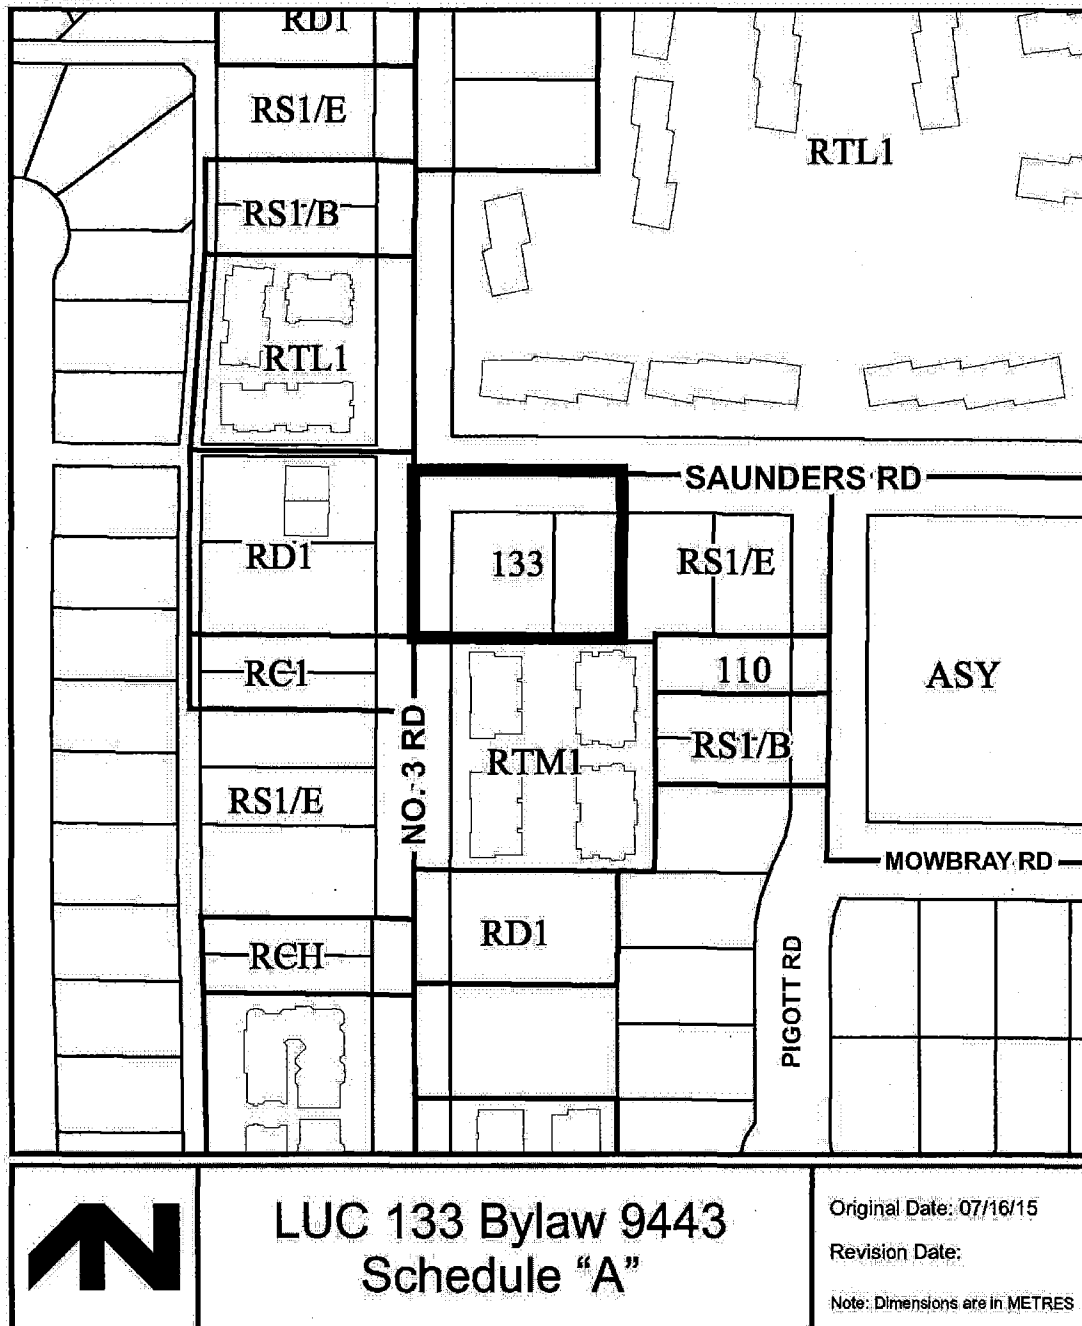 RD1
RS1/E
RTL1
RS1/B
RTL1
SAUNDERS RD
RD1
133
RS1/E
RC1
110
ASY
NO. 3 RD
RTM1
RS1/B
RS1/E
MOWBRAY RD
RD1
RCH
PIGOTT RD
N
LUC 133 Bylaw 9443
Schedule “A”
Original Date: 07/16/15
Revision Date:
Note: Dimensions are in METRES